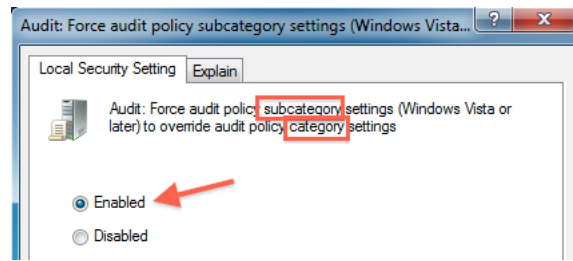 Audit: Force audit policy subcategory settings (Windows Vista...
Local Security Setting
Explain
Audit: Force audit policy subcategory settings (Windows Vista or
later) to override audit policy category settings
Enabled
Disabled